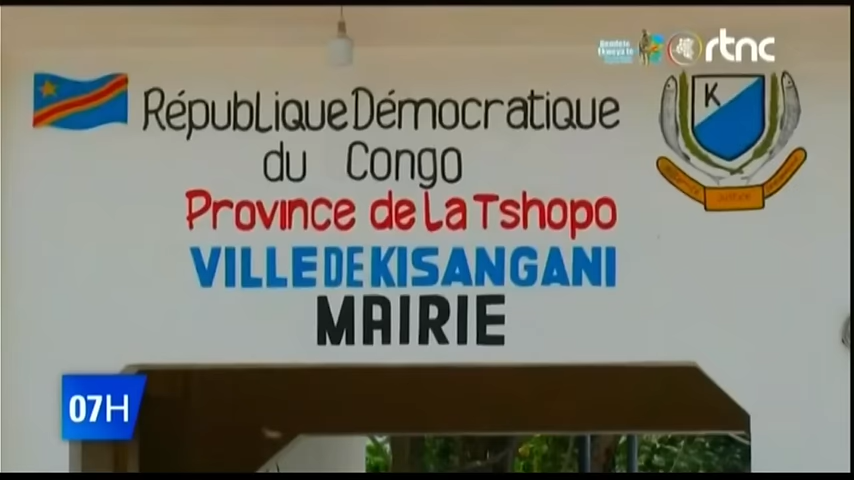 rtnc
République Démocratique
du Congo
Province de La Tshopo
VILLE DE KISANGANI
MAIRIE
K
07H